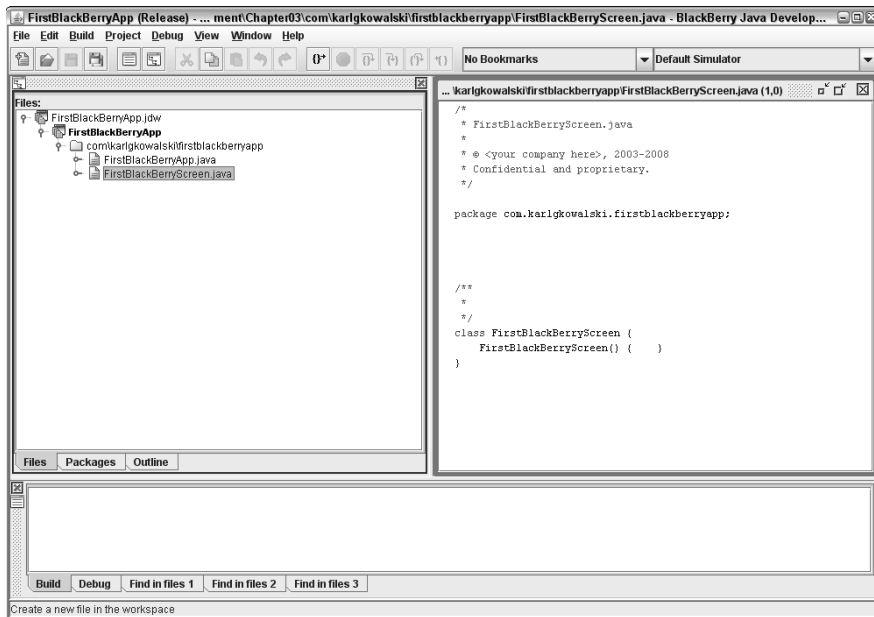 FirstBlackBerryApp (Release) - ... ment\Chapter03\com\karlgkowalski\firstblackberryapp\FirstBlackBerryScreen.java - BlackBerry Java Develop...
File Edit Build Project Debug View Window Help
No Bookmarks
Default Simulator
Files:
FirstBlackBerryApp.jdw
FirstBlackBerryApp
com\karlgkowalski\firstblackberryapp
FirstBlackBerryApp.java
FirstBlackBerryScreen.java
Files Packages Outline
... \karlgkowalski\firstblackberryapp\FirstBlackBerryScreen.java (1,0)
/*
* FirstBlackBerryScreen.java
*
* © <your company here>, 2003-2008
* Confidential and proprietary.
*/
package com.karlgkowalski.firstblackberryapp;
/**
*
*/
class FirstBlackBerryScreen {
FirstBlackBerryScreen() { }
}
Build Debug Find in files 1 Find in files 2 Find in files 3
Create a new file in the workspace